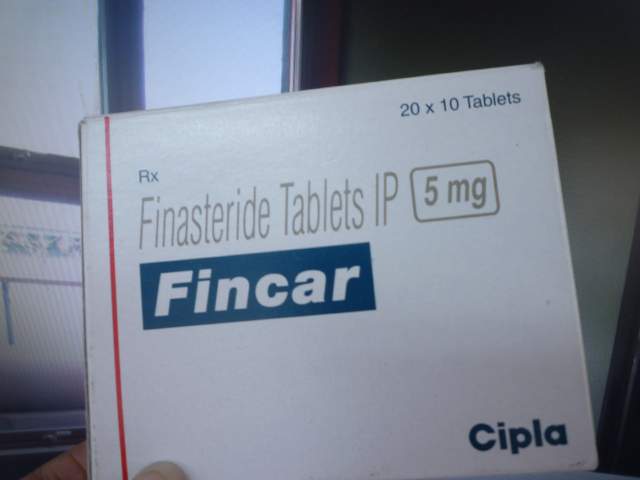 20 x 10 Tablets
Rx
Finasteride Tablets IP 5 mg
Fincar
Cipla